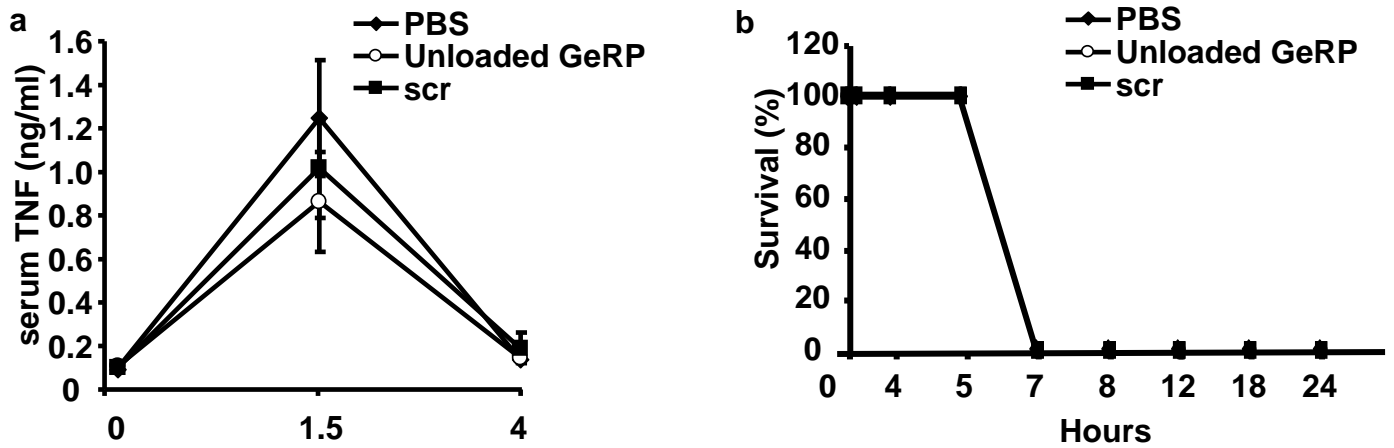 a
PBS
Unloaded GeRP
scr
serum TNF (ng/ml)
1.6
1.4
1.2
1.0
0.8
0.6
0.4
0.2
0
0 1.5 4
b
PBS
Unloaded GeRP
scr
Survival (%)
120
100
80
60
40
20
0
0 4 5 7 8 12 18 24
Hours